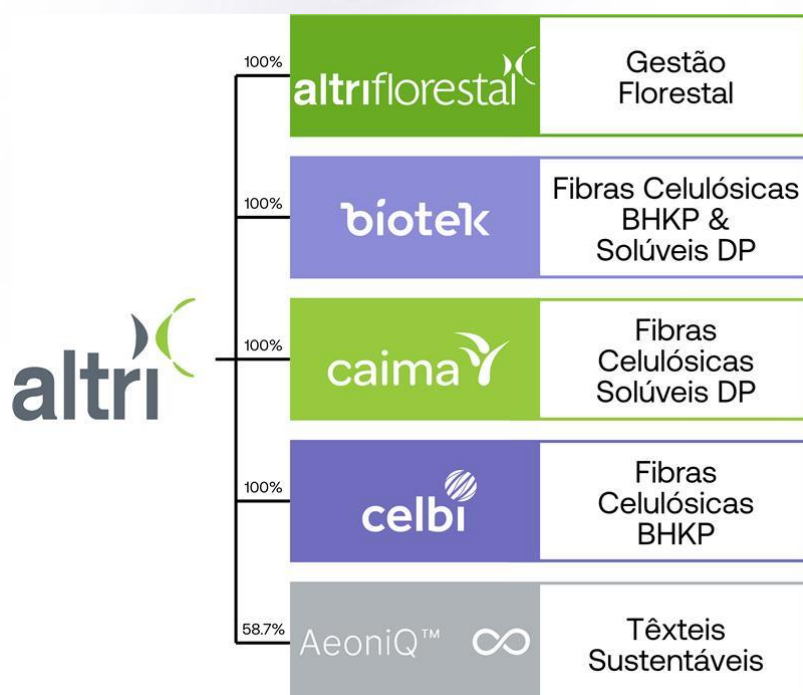 altri
100%
altriflorestal
Gestão
Florestal
100%
biotek
Fibras Celulósicas
BHKP &
Solúveis DP
100%
caima
Fibras
Celulósicas
Solúveis DP
100%
celbi
Fibras
Celulósicas
BHKP
58.7%
AeoniQ™
Têxteis
Sustentáveis